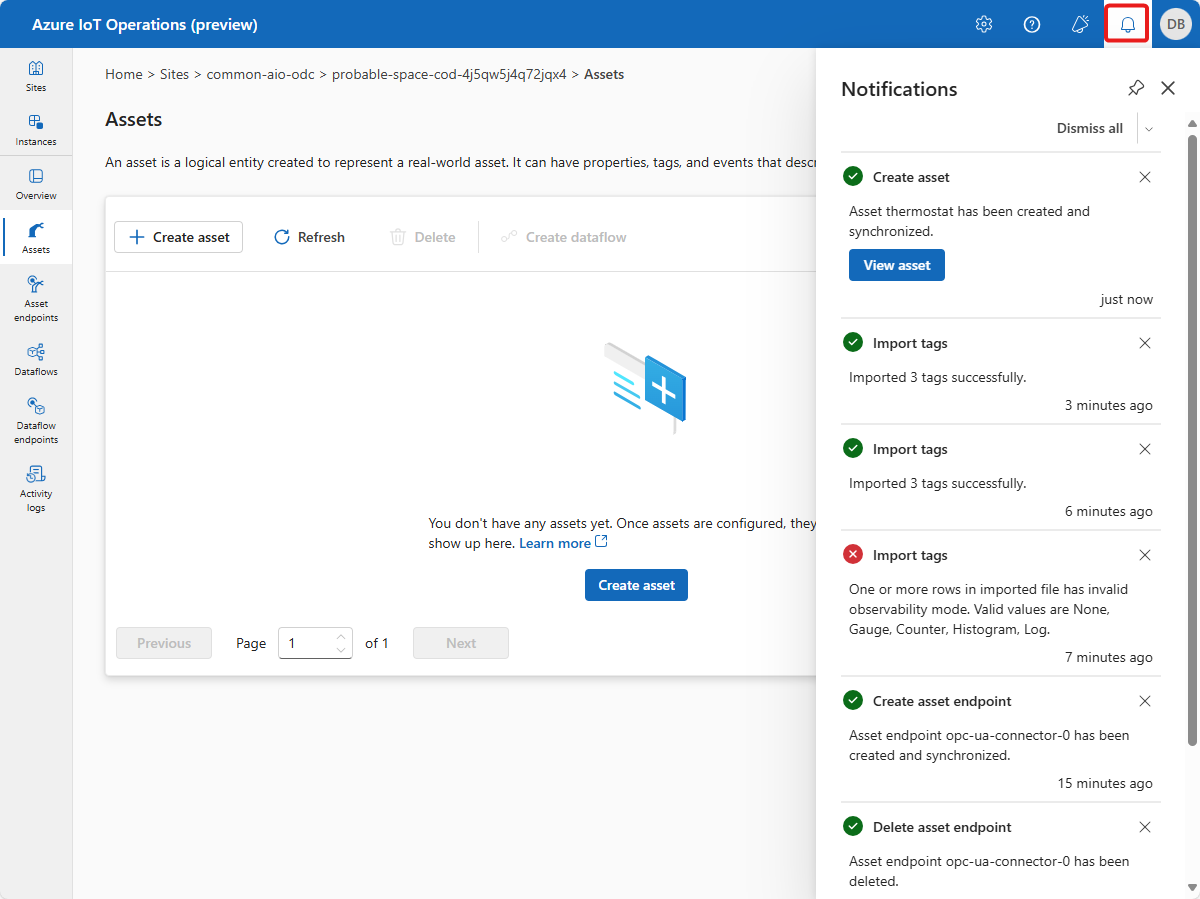 Azure IoT Operations (preview)
DB
Sites
Instances
Overview
Assets
Asset
endpoints
Dataflows
Dataflow
endpoints
Activity
logs
Home > Sites > common-aio-odc > probable-space-cod-4j5qw5j4q72jqx4 > Assets
Assets
An asset is a logical entity created to represent a real-world asset. It can have properties, tags, and events that descr
Create asset
Refresh
Delete
Create dataflow
You don't have any assets yet. Once assets are configured, they
show up here. Learn more
Create asset
Previous
Page
1
of 1
Next
Notifications
Dismiss all
Create asset
Asset thermostat has been created and
synchronized.
View asset
just now
Import tags
Imported 3 tags successfully.
3 minutes ago
Import tags
Imported 3 tags successfully.
6 minutes ago
Import tags
One or more rows in imported file has invalid
observability mode. Valid values are None,
Gauge, Counter, Histogram, Log.
7 minutes ago
Create asset endpoint
Asset endpoint opc-ua-connector-0 has been
created and synchronized.
15 minutes ago
Delete asset endpoint
Asset endpoint opc-ua-connector-0 has been
deleted.